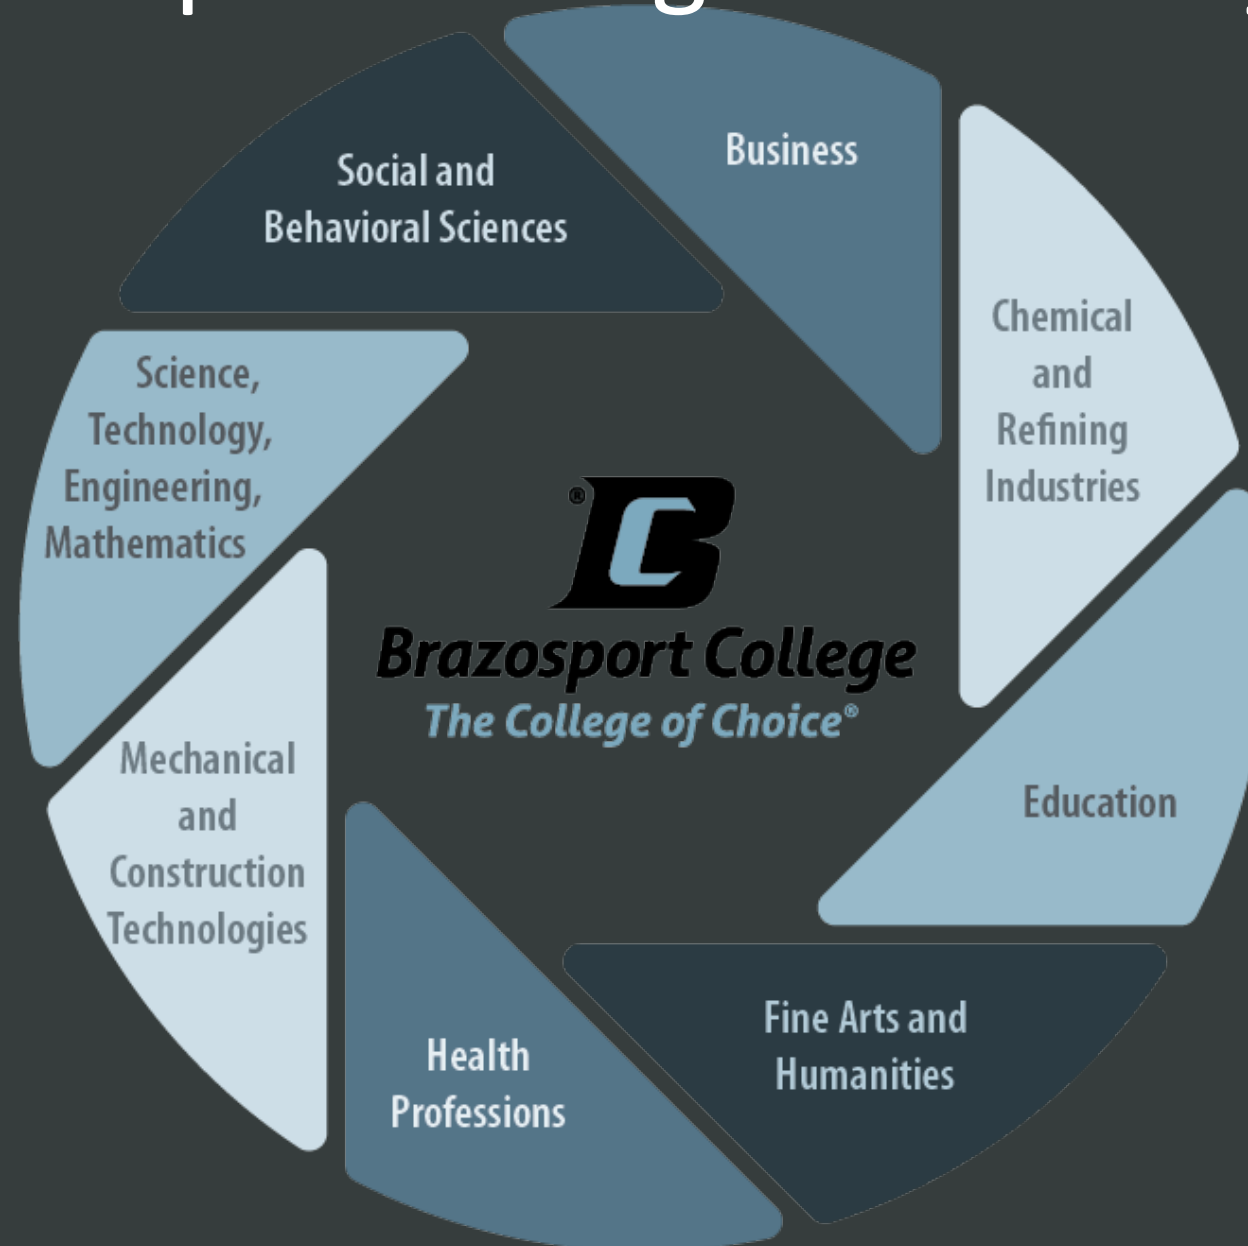 Business
Social and
Behavioral Sciences
Chemical
and
Refining
Industries
Science,
Technology,
Engineering,
Mathematics
®
BC
Brazosport College
The College of Choice®
Mechanical
and
Construction
Technologies
Education
Fine Arts and
Humanities
Health
Professions